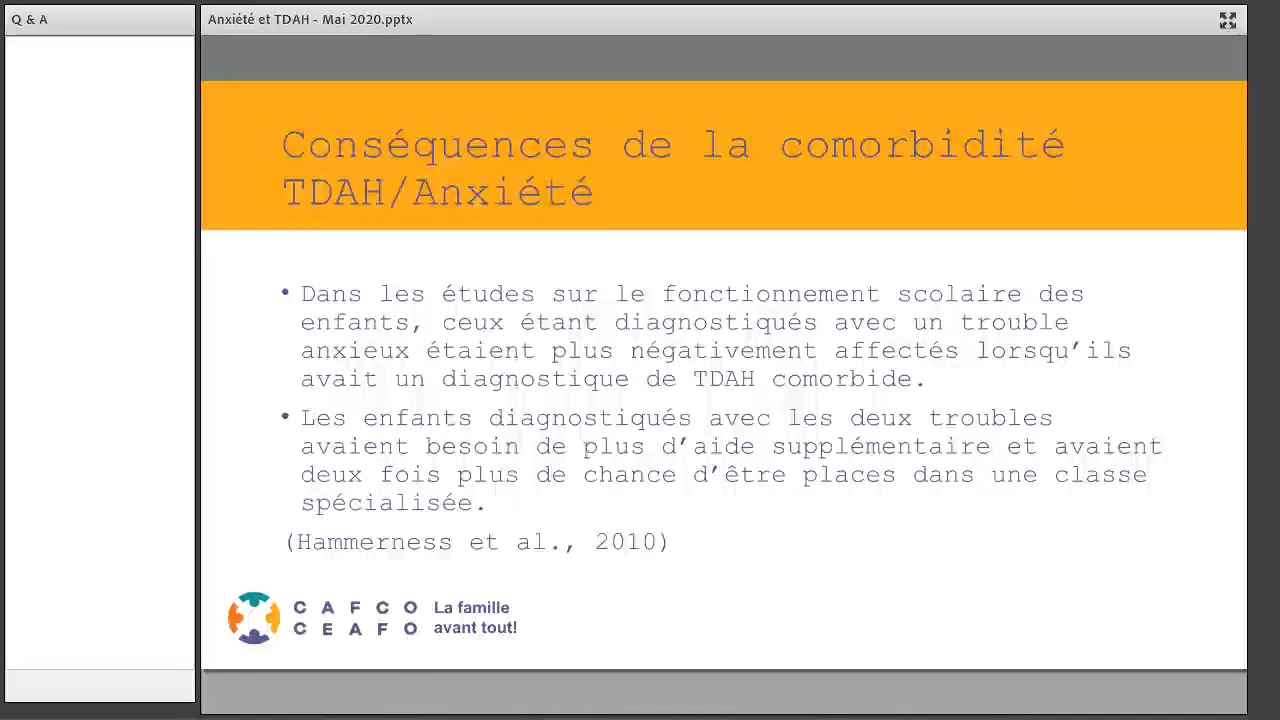 Q & A
Anxiété et TDAH - Mai 2020.pptx
Conséquences de la comorbidité
TDAH/Anxiété
• Dans les études sur le fonctionnement scolaire des
enfants, ceux étant diagnostiqués avec un trouble
anxieux étaient plus négativement affectés lorsqu’ils
avait un diagnostique de TDAH comorbide.
• Les enfants diagnostiqués avec les deux troubles
avaient besoin de plus d’aide supplémentaire et avaient
deux fois plus de chance d’être places dans une classe
spécialisée.
(Hammerness et al., 2010)
CAFCO La famille
CEAFO avant tout!